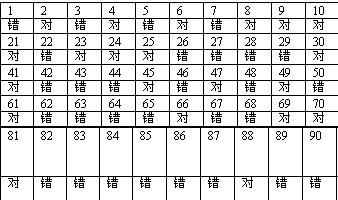 1 2 3 4 5 6 7 8 9 10
错 对 错 对 错 对 错 对 错 对
21 22 23 24 25 26 27 28 29 30
对 错 对 对 对 错 错 错 错 对
41 42 43 44 45 46 47 48 49 50
对 错 错 错 对 错 对 对 错 错
61 62 63 64 65 66 67 68 69 70
对 错 错 错 错 对 错 错 对 对
81 82 83 84 85 86 87 88 89 90
对 错 错 错 错 错 错 对 错 错